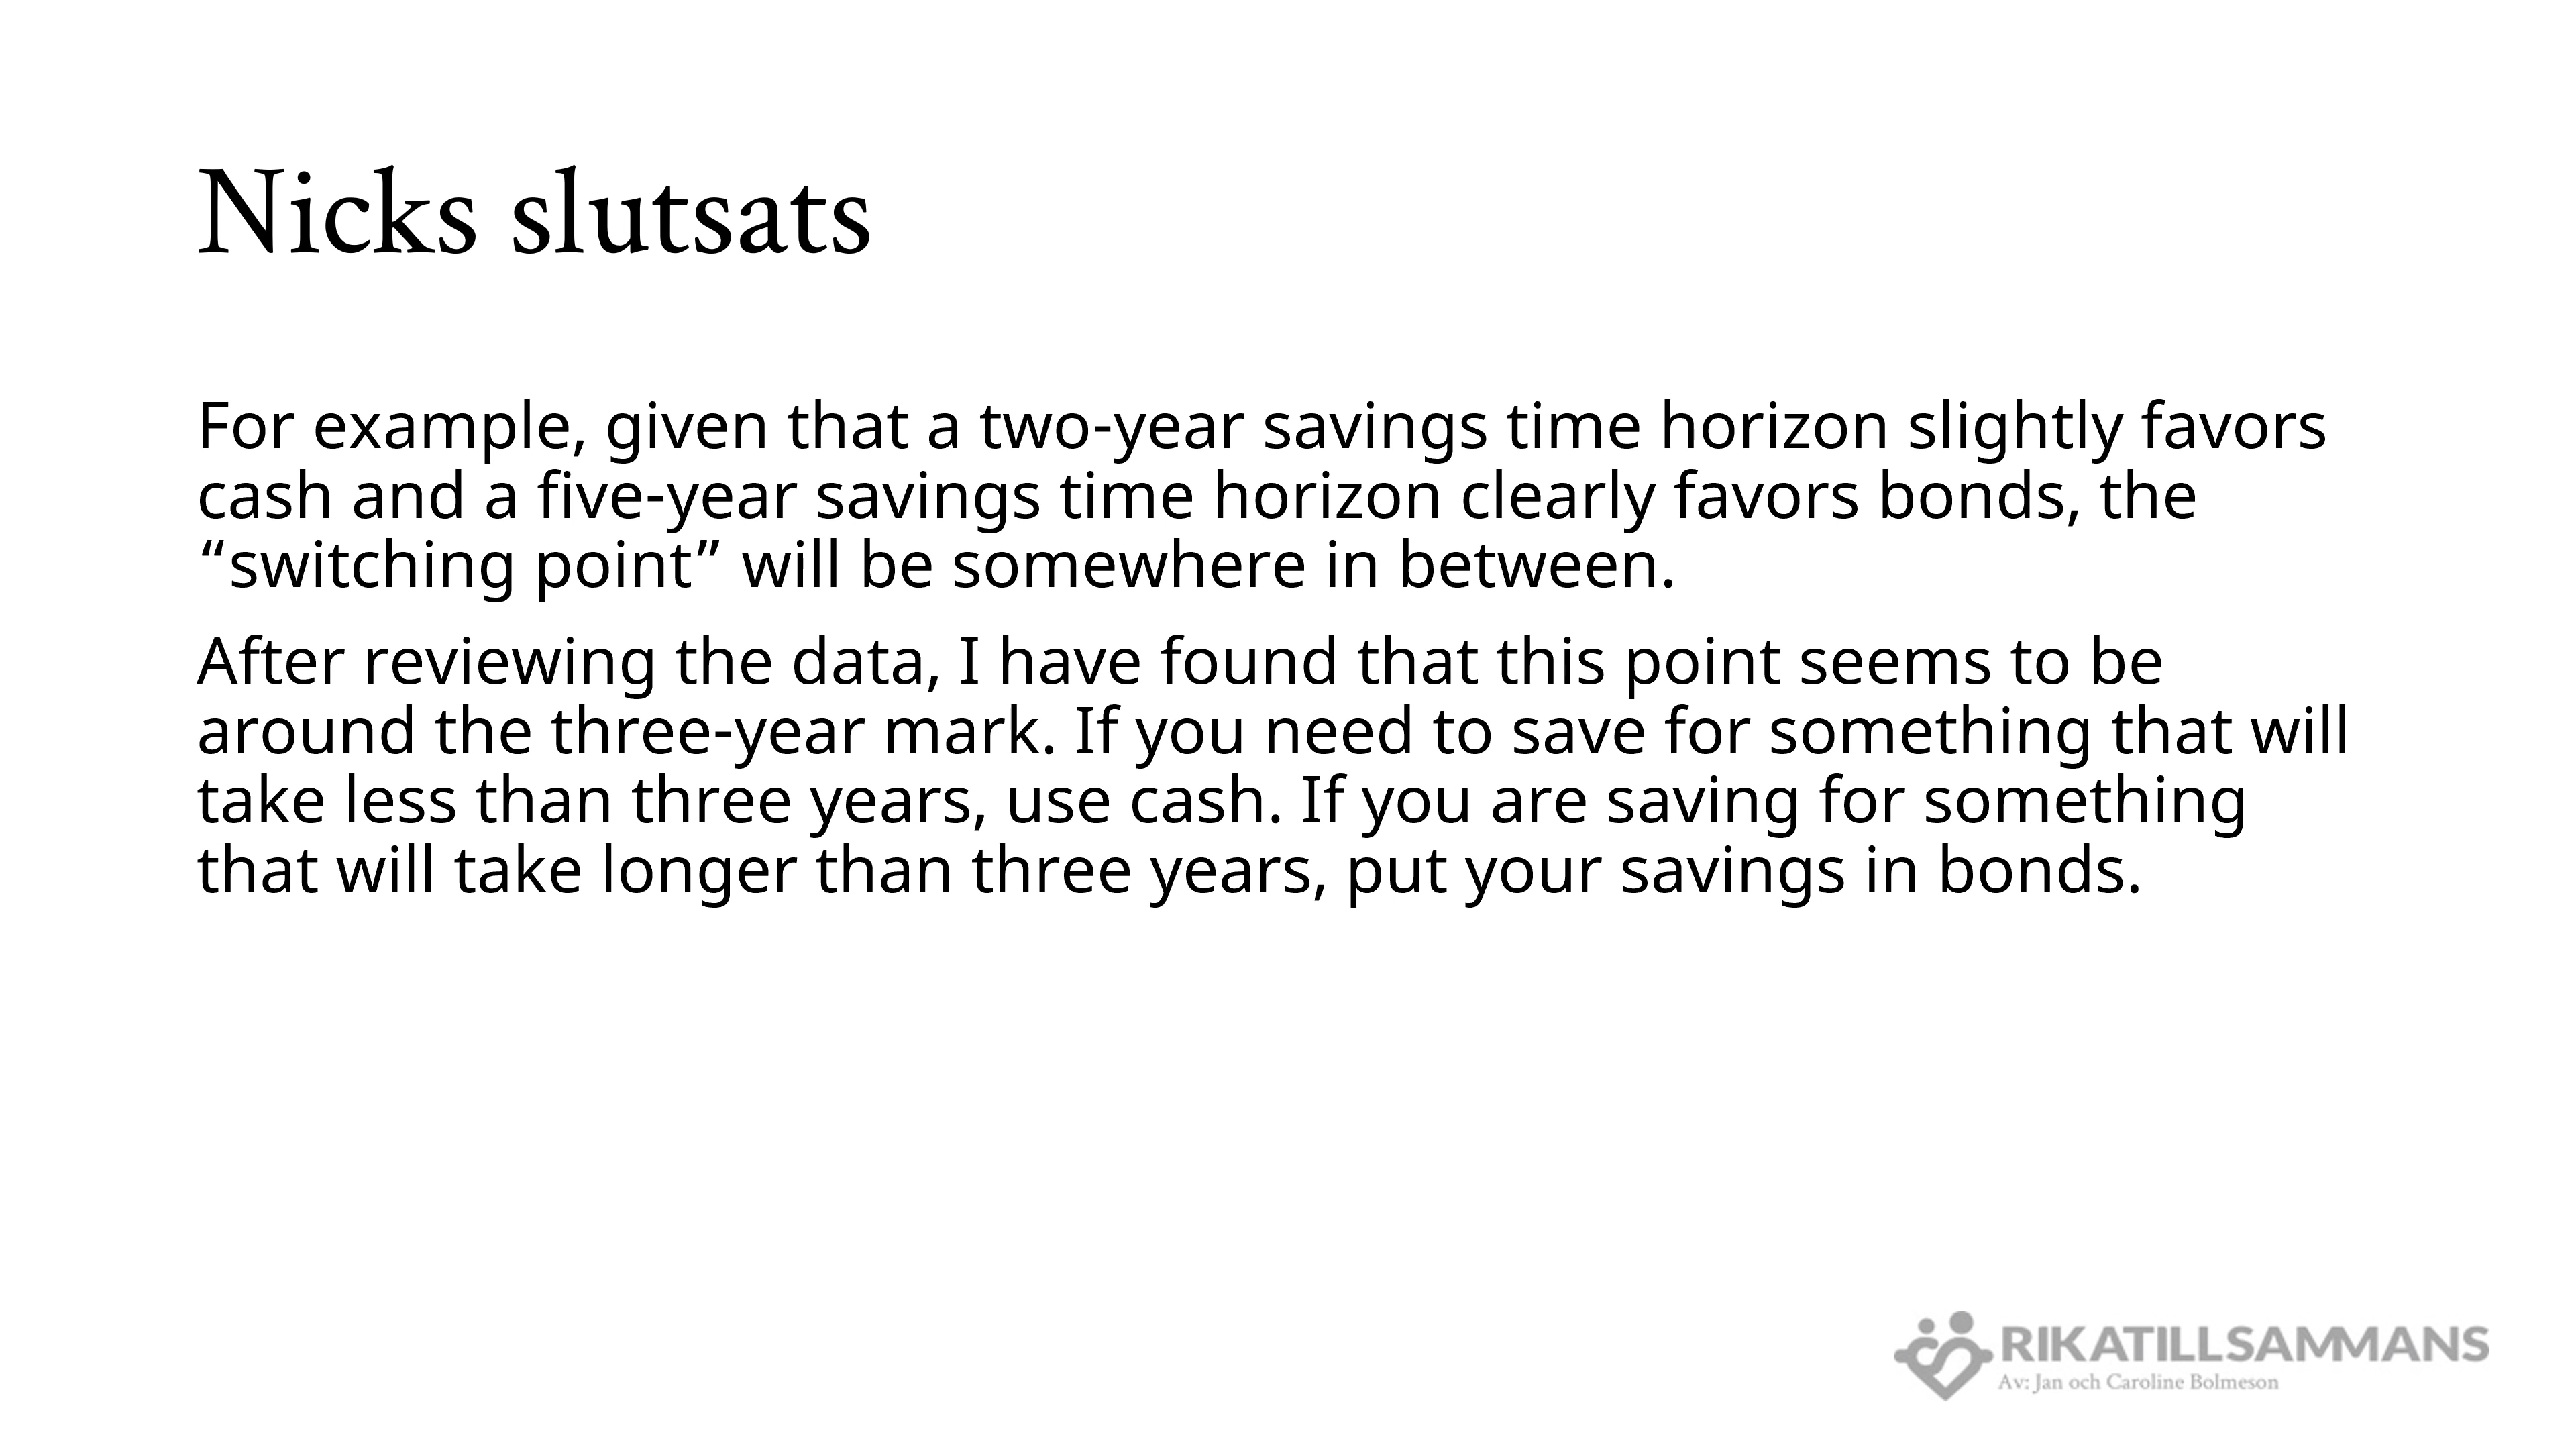 Nicks slutsats
For example, given that a two-year savings time horizon slightly favors
cash and a five-year savings time horizon clearly favors bonds, the
“switching point” will be somewhere in between.
After reviewing the data, I have found that this point seems to be
around the three-year mark. If you need to save for something that will
take less than three years, use cash. If you are saving for something
that will take longer than three years, put your savings in bonds.
RIKATILLSAMMANS
Av: Jan och Caroline Bolmeson